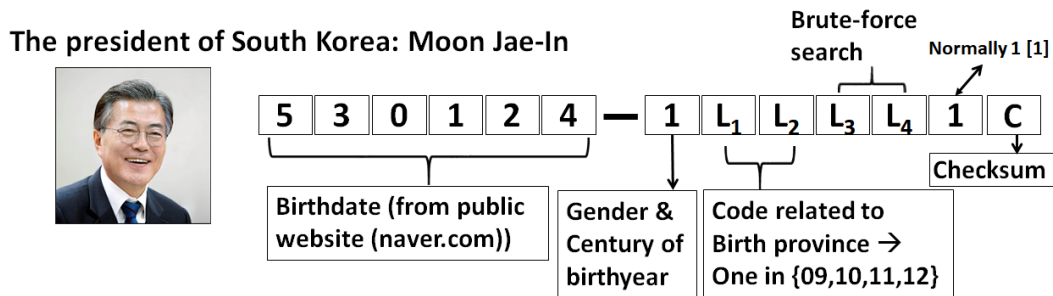 The president of South Korea: Moon Jae-In
Brute-force
search
Normally 1 [1]
5 3 0 1 2 4 – 1 L1 L2 L3 L4 1 C
Checksum
Birthdate (from public
website (naver.com))
Gender &
Century of
birthyear
Code related to
Birth province →
One in {09,10,11,12}